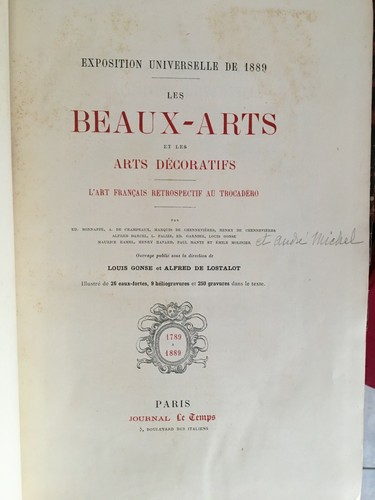 EXPOSITION UNIVERSELLE DE 1889
LES
BEAUX-ARTS
ET LES
ARTS DÉCORATIFS
L'ART FRANÇAIS RETROSPECTIF AU TROCADERO
PAR
ED. BONNAFFÉ, A. DE CHAMPEAUX, MARQUIS DE CHENNEVIÈRES, HENRY DE CHENNEVIÈRES
ALFRED DARCEL, L. FALIZE, ED. GARNIER, LOUIS GONSE
MAURICE HAMEL, HENRY HAVARD, PAUL MANTZ ET ÉMILE MOLINIER et andré Michel
Ouvrage publié sous la direction de
LOUIS GONSE et ALFRED DE LOSTALOT
Illustré de 26 eaux-fortes, 9 héliogravures et 250 gravures dans le texte.
1789
1889
PARIS
JOURNAL Le Temps
5, BOULEVARD DES ITALIENS